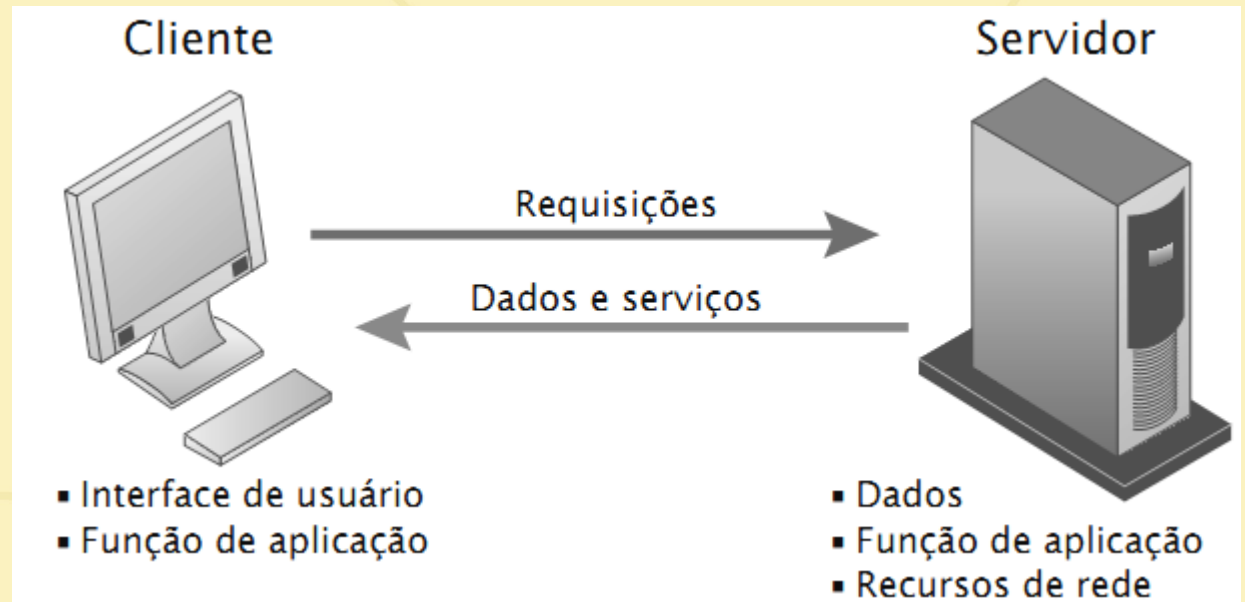 Cliente
Servidor
Requisições
Dados e serviços
▪ Interface de usuário
▪ Função de aplicação
▪ Dados
▪ Função de aplicação
▪ Recursos de rede